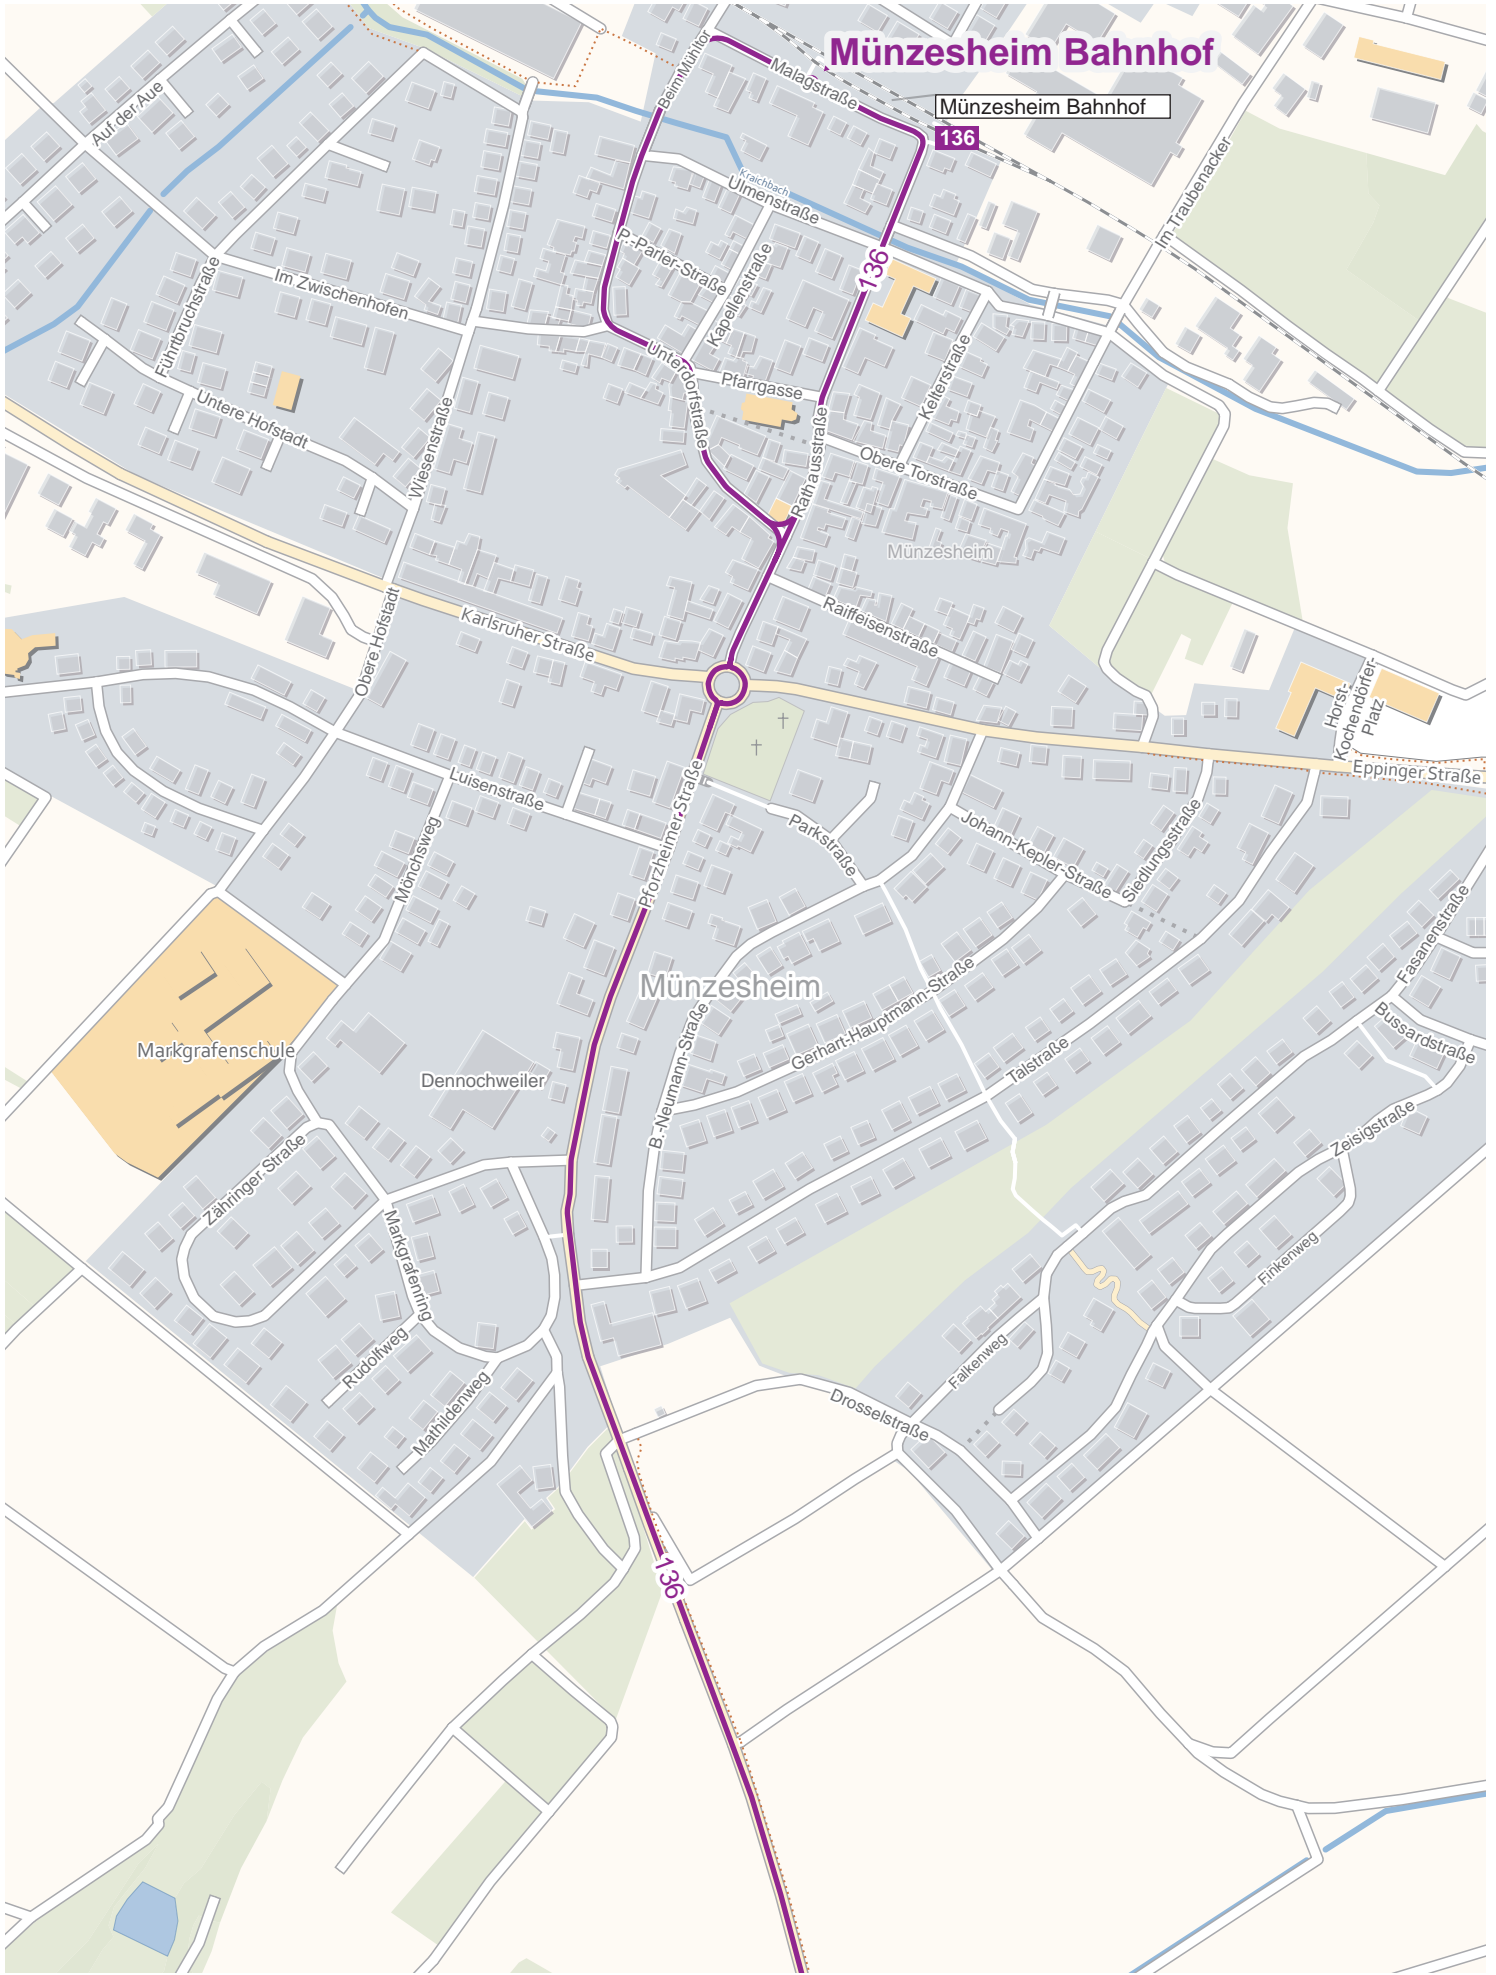 Münzesheim Bahnhof
Beim Mühltor
Malagstraße
Münzesheim Bahnhof
136
Auf der Aue
Im Traubenäcker
Kraichbach
Ulmenstraße
P.-Parler-Straße
Kapellenstraße
136
Führtbruchstraße
Im Zwischenhofen
Unterdorfstraße
Pfarrgasse
Kelterstraße
Untere Hofstadt
Wiesenstraße
Rathausstraße
Obere Torstraße
Münzesheim
Karlsruher Straße
Raiffeisenstraße
Obere Hofstadt
Horst-
Kochendörfer-
Platz
Eppinger Straße
Luisenstraße
Pforzheimer Straße
Parkstraße
Johann-Kepler-Straße
Siedlungsstraße
Mönchsweg
Fasanenstraße
Münzesheim
Gerhart-Hauptmann-Straße
Bussardstraße
Markgrafenschule
Dennochweiler
B.-Neumann-Straße
Talstraße
Zeisigstraße
Zähringer Straße
Markgrafenring
Finkenweg
Rudolfweg
Falkenweg
Mathildenweg
Drosselstraße
136